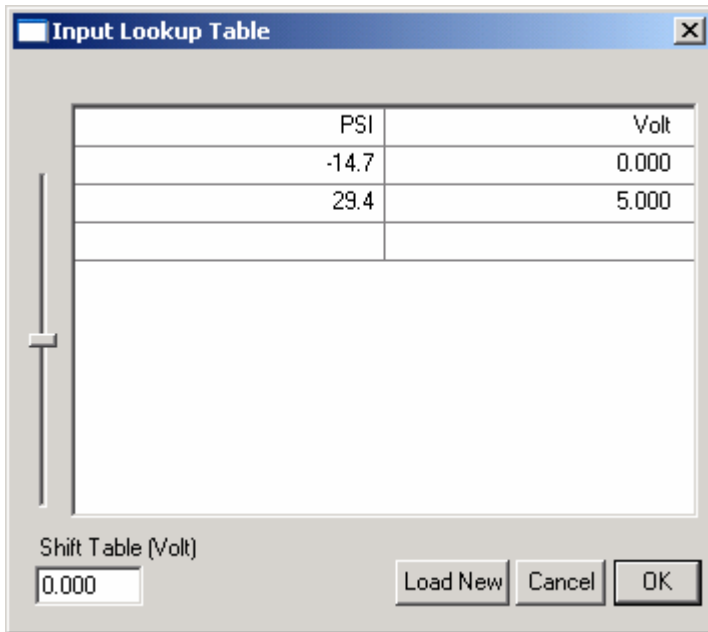 Input Lookup Table
PSI Volt
-14.7 0.000
29.4 5.000
Shift Table (Volt)
0.000
Load New Cancel OK